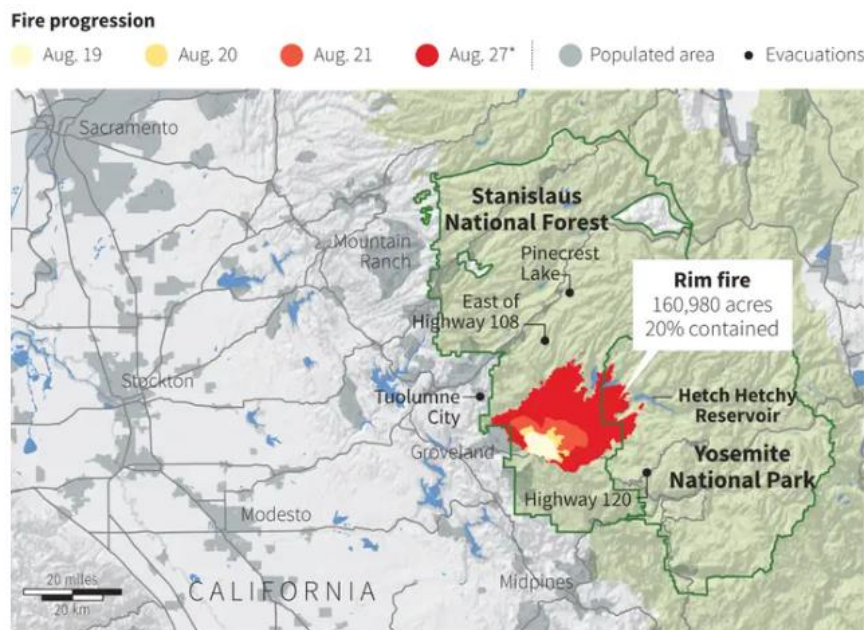 Fire progression
Aug. 19
Aug. 20
Aug. 21
Aug. 27*
Populated area
Evacuations
Sacramento
Stanislaus
National Forest
Mountain
Ranch
Pinecrest
Lake
Rim fire
160,980 acres
20% contained
East of
Highway 108
Stockton
Tuolumne
City
Hetch Hetchy
Reservoir
Groveland
Yosemite
National Park
Highway 120
Modesto
20 miles
20 km
CALIFORNIA
Midpines